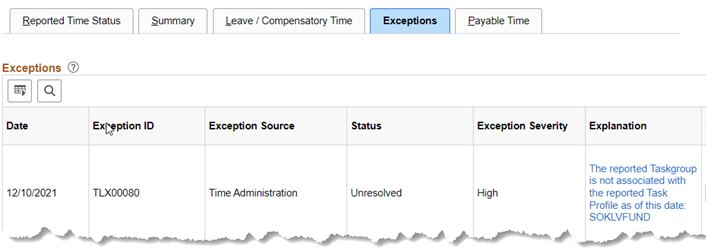 Reported Time Status Summary Leave / Compensatory Time Exceptions Payable Time
Exceptions ?
Date Exception ID Exception Source Status Exception Severity Explanation
12/10/2021 TLX00080 Time Administration Unresolved High The reported Taskgroup
is not associated with
the reported Task
Profile as of this date:
SOKLVFUND